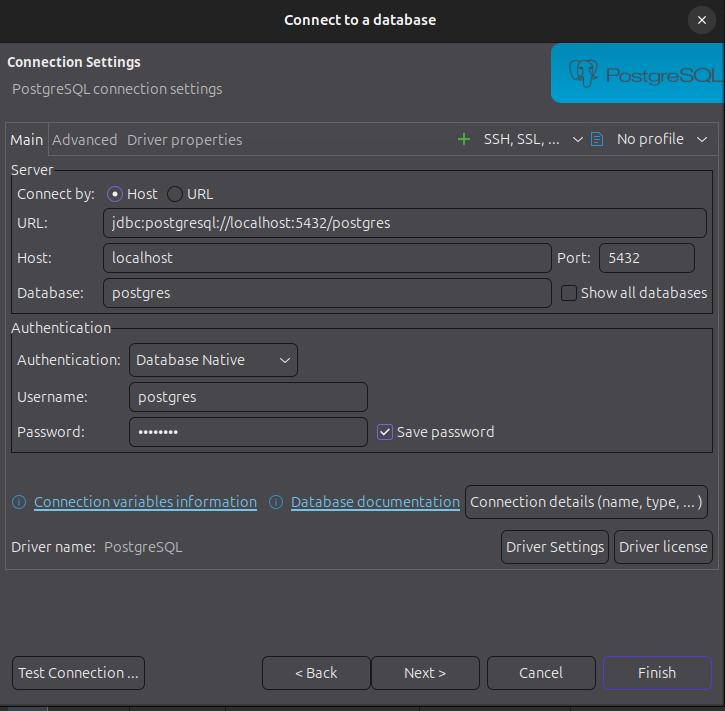 Connect to a database
Connection Settings
PostgreSQL connection settings
PostgreSQL
Main Advanced Driver properties SSH, SSL, ... No profile
Server
Connect by: Host URL
URL: jdbc:postgresql://localhost:5432/postgres
Host: localhost Port: 5432
Database: postgres Show all databases
Authentication
Authentication: Database Native
Username: postgres
Password: ••••••••  Save password
Connection variables information Database documentation Connection details (name, type, ... )
Driver name: PostgreSQL Driver Settings Driver license
Test Connection ... < Back Next > Cancel Finish